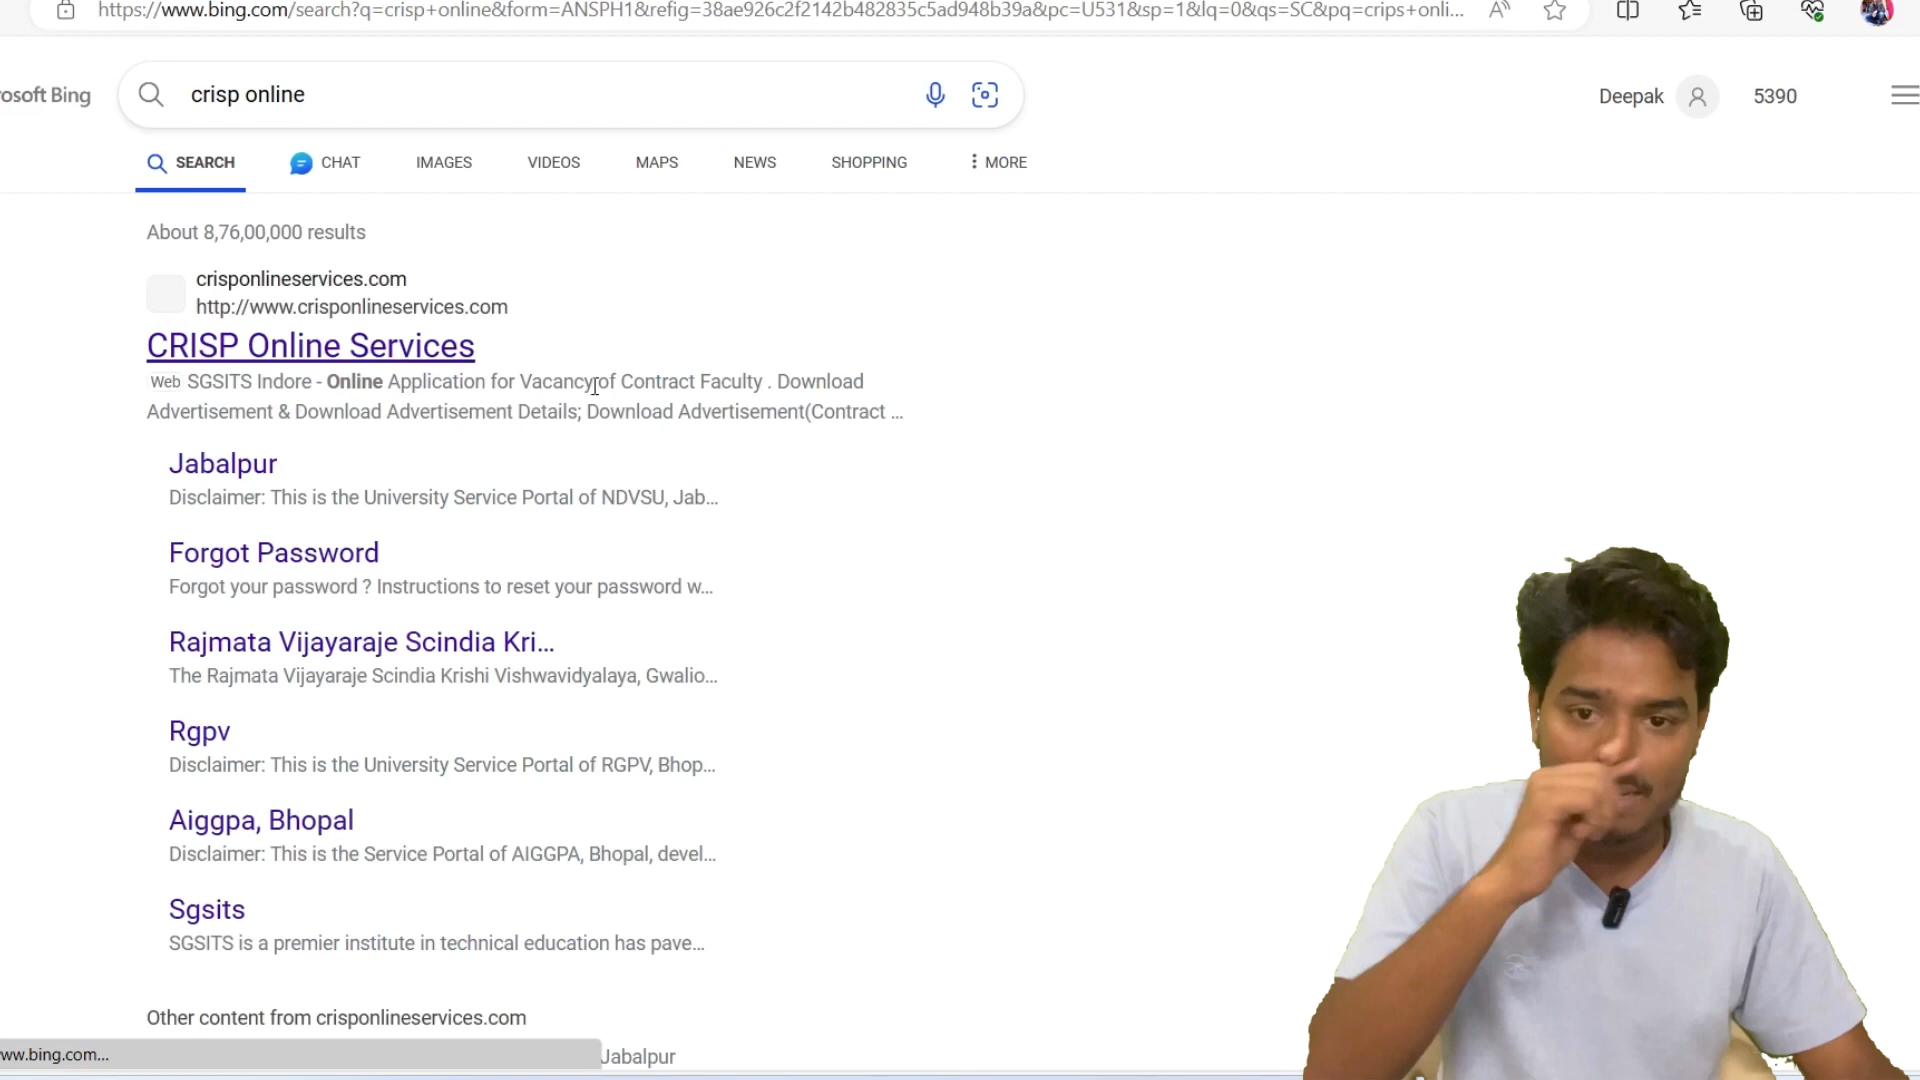 https://www.bing.com/search?q=crisp+online&form=ANSPH1&refig=38ae926c2f2142b482835c5ad948b39a&pc=U531&sp=1&lq=0&qs=SC&pq=crips+onli...
rosoft Bing
crisp online
Deepak
5390
SEARCH
CHAT
IMAGES
VIDEOS
MAPS
NEWS
SHOPPING
MORE
About 8,76,00,000 results
crisponlineservices.com
http://www.crisponlineservices.com
CRISP Online Services
Web SGSITS Indore - Online Application for Vacancy of Contract Faculty . Download
Advertisement & Download Advertisement Details; Download Advertisement(Contract ...
Jabalpur
Disclaimer: This is the University Service Portal of NDVSU, Jab...
Forgot Password
Forgot your password ? Instructions to reset your password w...
Rajmata Vijayaraje Scindia Kri...
The Rajmata Vijayaraje Scindia Krishi Vishwavidyalaya, Gwalio...
Rgpv
Disclaimer: This is the University Service Portal of RGPV, Bhop...
Aiggpa, Bhopal
Disclaimer: This is the Service Portal of AIGGPA, Bhopal, devel...
Sgsits
SGSITS is a premier institute in technical education has pave...
Other content from crisponlineservices.com
ww.bing.com...
Jabalpur